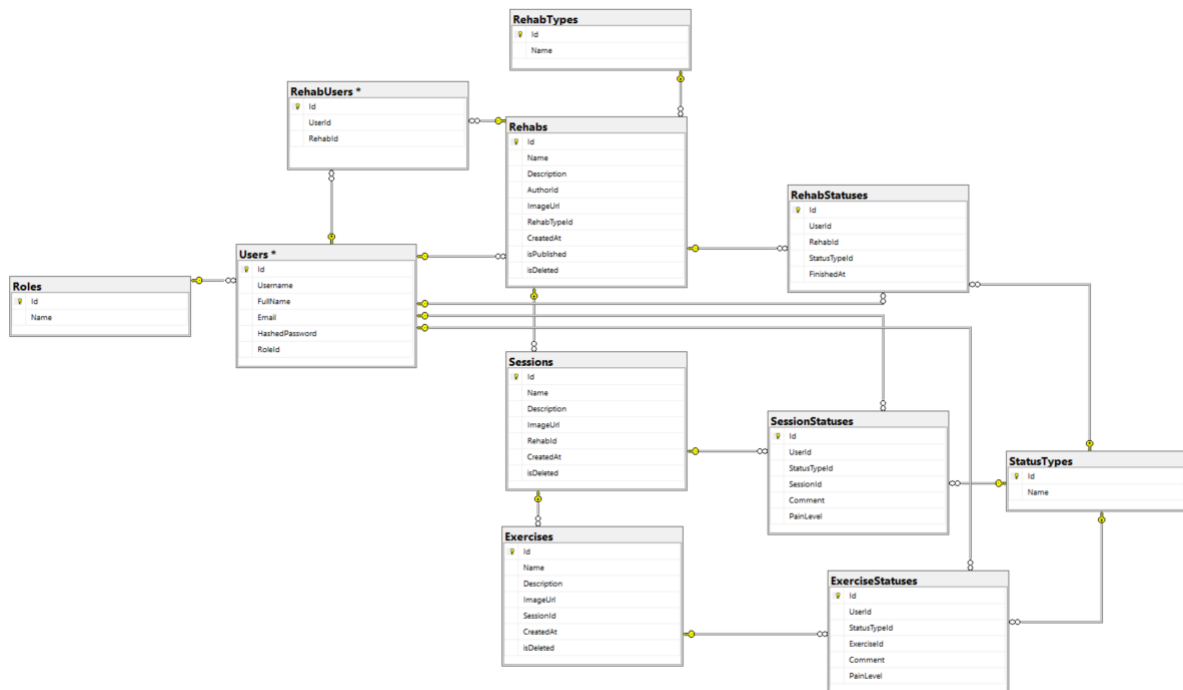 RehabTypes
Id
Name
RehabUsers *
Id
UserId
RehabId
Rehabs
Id
Name
Description
AuthorId
ImageUrl
RehabTypeId
CreatedAt
isPublished
isDeleted
RehabStatuses
Id
UserId
RehabId
StatusTypeId
FinishedAt
Users *
Id
Username
FullName
Email
HashedPassword
RoleId
Roles
Id
Name
Sessions
Id
Name
Description
ImageUrl
RehabId
CreatedAt
isDeleted
SessionStatuses
Id
UserId
StatusTypeId
SessionId
Comment
PainLevel
StatusTypes
Id
Name
Exercises
Id
Name
Description
ImageUrl
SessionId
CreatedAt
isDeleted
ExerciseStatuses
Id
UserId
StatusTypeId
ExerciseId
Comment
PainLevel